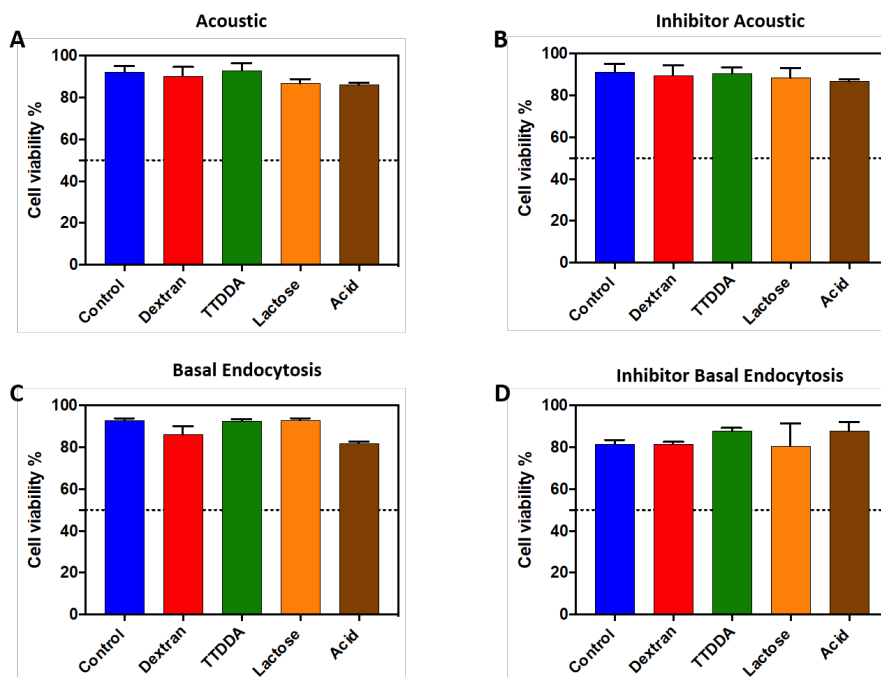 A
Acoustic
Cell viability %
100
80
60
40
20
0
Control
Dextran
TTDDA
Lactose
Acid
B
Inhibitor Acoustic
Cell viability %
100
80
60
40
20
0
Control
Dextran
TTDDA
Lactose
Acid
C
Basal Endocytosis
Cell viability %
100
80
60
40
20
0
Control
Dextran
TTDDA
Lactose
Acid
D
Inhibitor Basal Endocytosis
Cell viability %
100
80
60
40
20
0
Control
Dextran
TTDDA
Lactose
Acid